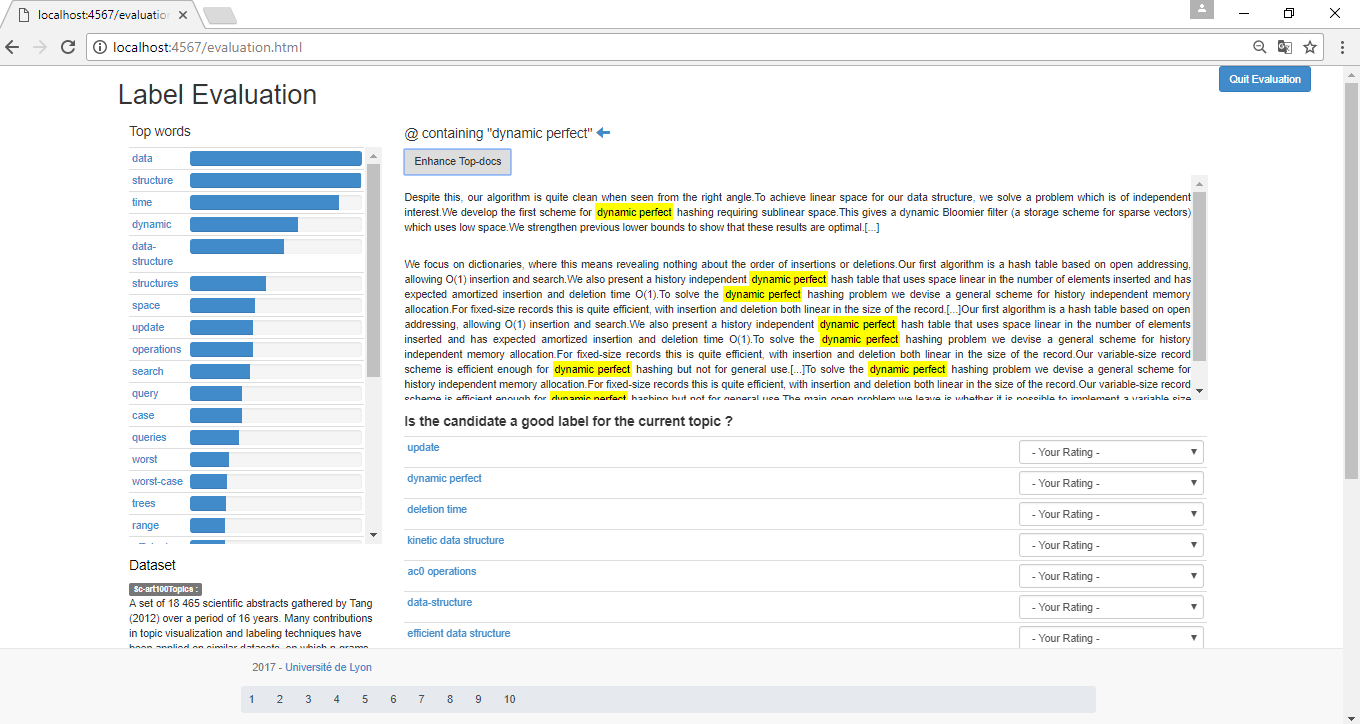 localhost:4567/evaluation
localhost:4567/evaluation.html
Quit Evaluation
Label Evaluation
Top words
data
structure
time
dynamic
data-
structure
structures
space
update
operations
search
query
case
queries
worst
worst-case
trees
range
Dataset
$c-art100Topics :
A set of 18 465 scientific abstracts gathered by Tang
(2012) over a period of 16 years. Many contributions
in topic visualization and labeling techniques have
been applied on similar datasets, on which n-grams
@ containing "dynamic perfect"
Enhance Top-docs
Despite this, our algorithm is quite clean when seen from the right angle.To achieve linear space for our data structure, we solve a problem which is of independent
interest.We develop the first scheme for dynamic perfect hashing requiring sublinear space.This gives a dynamic Bloomier filter (a storage scheme for sparse vectors)
which uses low space.We strengthen previous lower bounds to show that these results are optimal.[...]
We focus on dictionaries, where this means revealing nothing about the order of insertions or deletions.Our first algorithm is a hash table based on open addressing,
allowing O(1) insertion and search.We also present a history independent dynamic perfect hash table that uses space linear in the number of elements inserted and has
expected amortized insertion and deletion time O(1).To solve the dynamic perfect hashing problem we devise a general scheme for history independent memory
allocation.For fixed-size records this is quite efficient, with insertion and deletion both linear in the size of the record.[...]Our first algorithm is a hash table based on open
addressing, allowing O(1) insertion and search.We also present a history independent dynamic perfect hash table that uses space linear in the number of elements
inserted and has expected amortized insertion and deletion time O(1).To solve the dynamic perfect hashing problem we devise a general scheme for history
independent memory allocation.For fixed-size records this is quite efficient, with insertion and deletion both linear in the size of the record.Our variable-size record
scheme is efficient enough for dynamic perfect hashing but not for general use.[...]To solve the dynamic perfect hashing problem we devise a general scheme for
history independent memory allocation.For fixed-size records this is quite efficient, with insertion and deletion both linear in the size of the record.Our variable-size record
scheme is efficient enough for dynamic perfect hashing but not for general use.The main open problem we leave is whether it is possible to implement a variable size
Is the candidate a good label for the current topic ?
update - Your Rating -
dynamic perfect - Your Rating -
deletion time - Your Rating -
kinetic data structure - Your Rating -
ac0 operations - Your Rating -
data-structure - Your Rating -
efficient data structure - Your Rating -
2017 - Université de Lyon
1 2 3 4 5 6 7 8 9 10